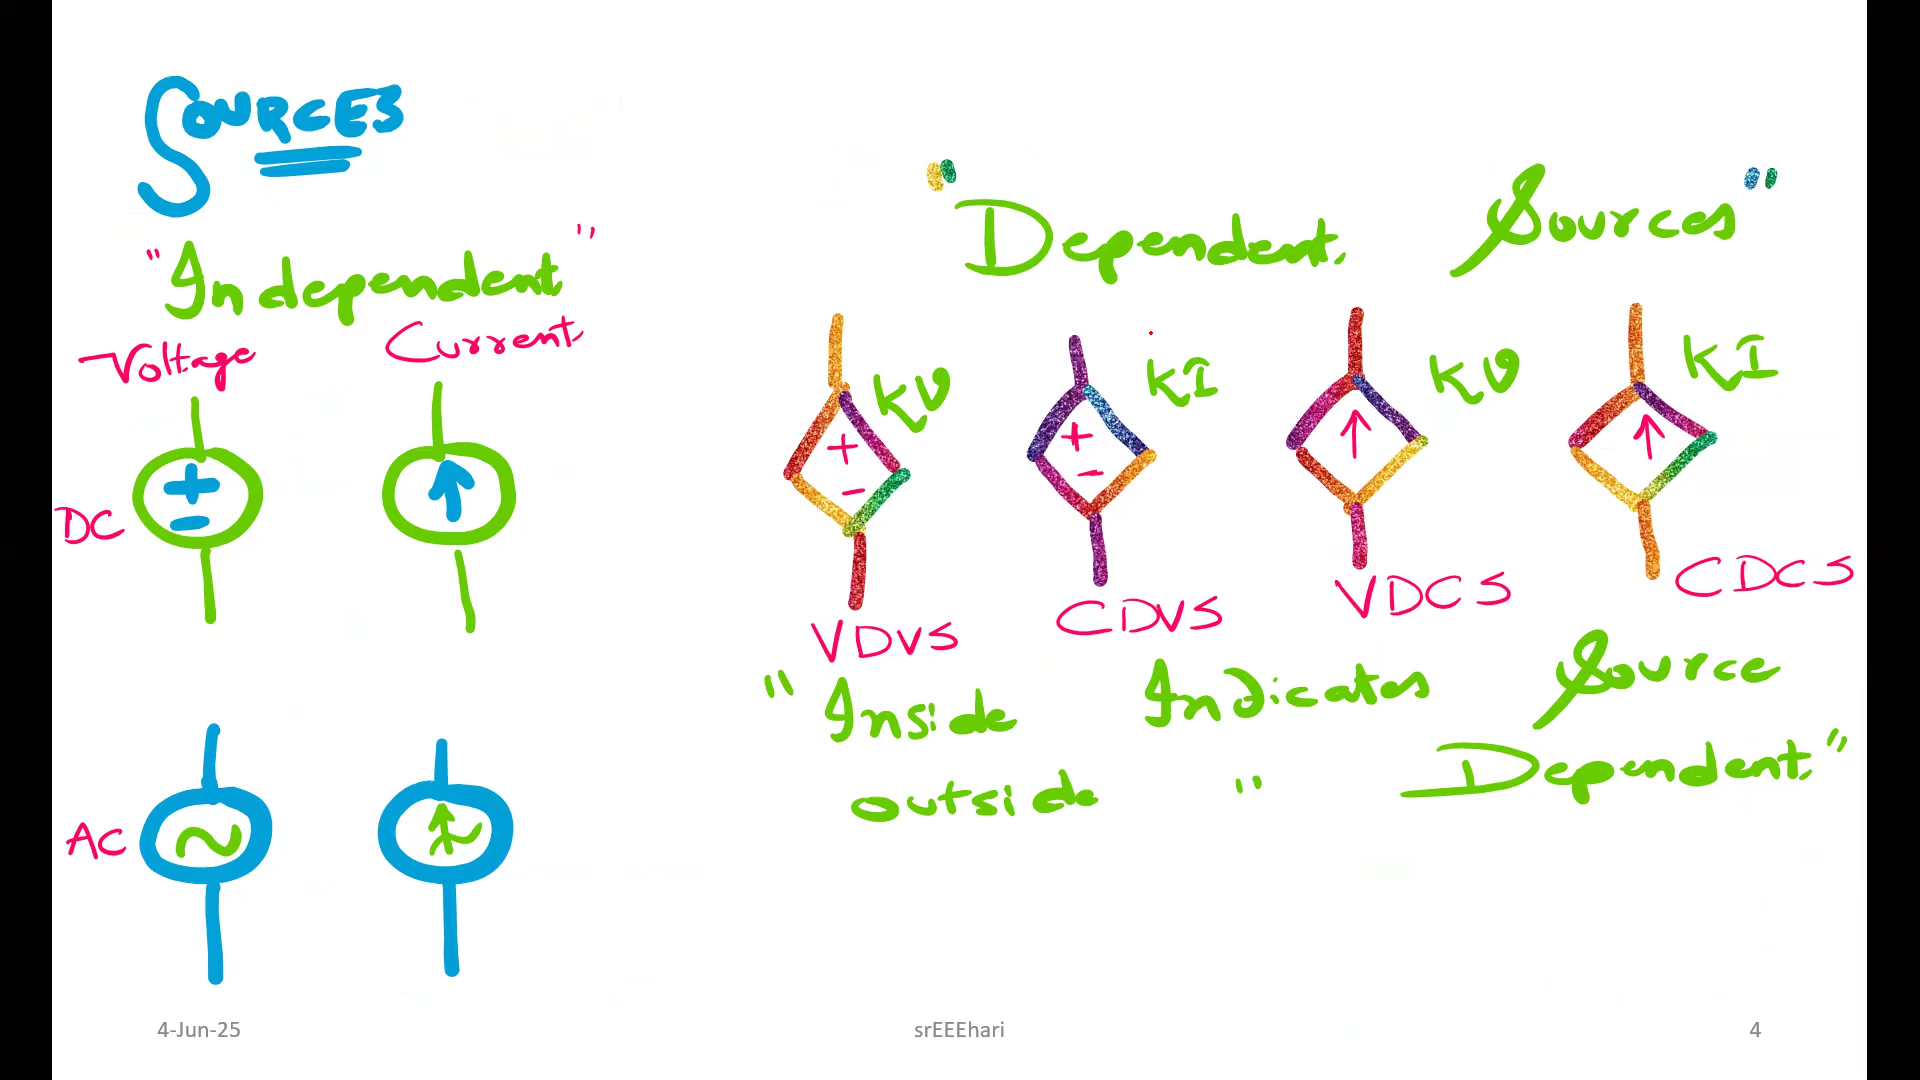 SOURCES
"Independent"
Voltage Current
DC
+
-
AC
"Dependent Sources"
KV KI KV KI
+ +
- -
VDVS CDVS VDCS CDCS
"Inside Indicates Source
outside " Dependent"
4-Jun-25 srEEEhari 4